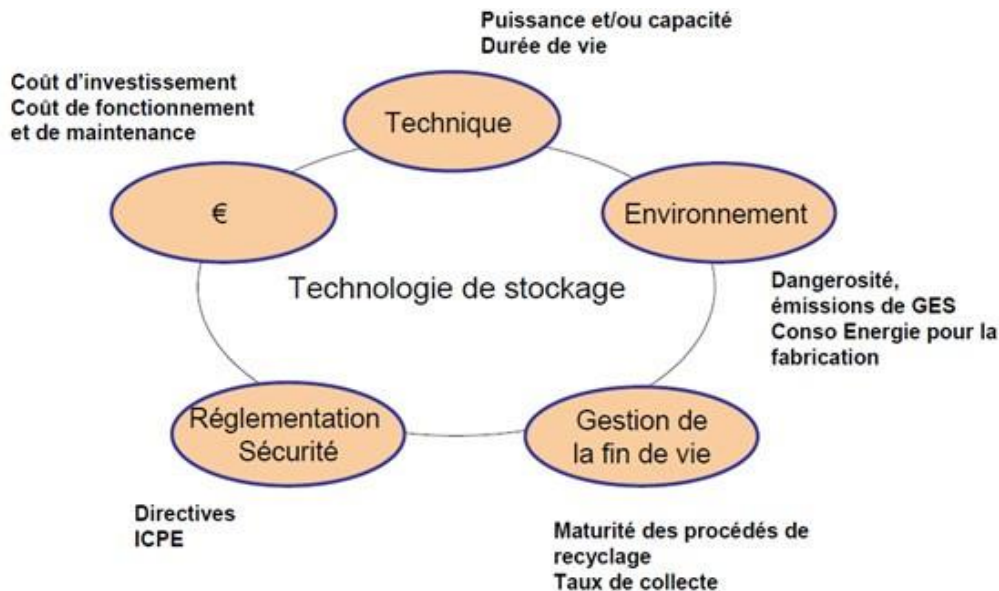 Puissance et/ou capacité
Durée de vie
Coût d'investissement
Coût de fonctionnement
et de maintenance
Technique
€
Environnement
Technologie de stockage
Dangerosité,
émissions de GES
Conso Energie pour la
fabrication
Réglementation
Sécurité
Gestion de
la fin de vie
Directives
ICPE
Maturité des procédés de
recyclage
Taux de collecte